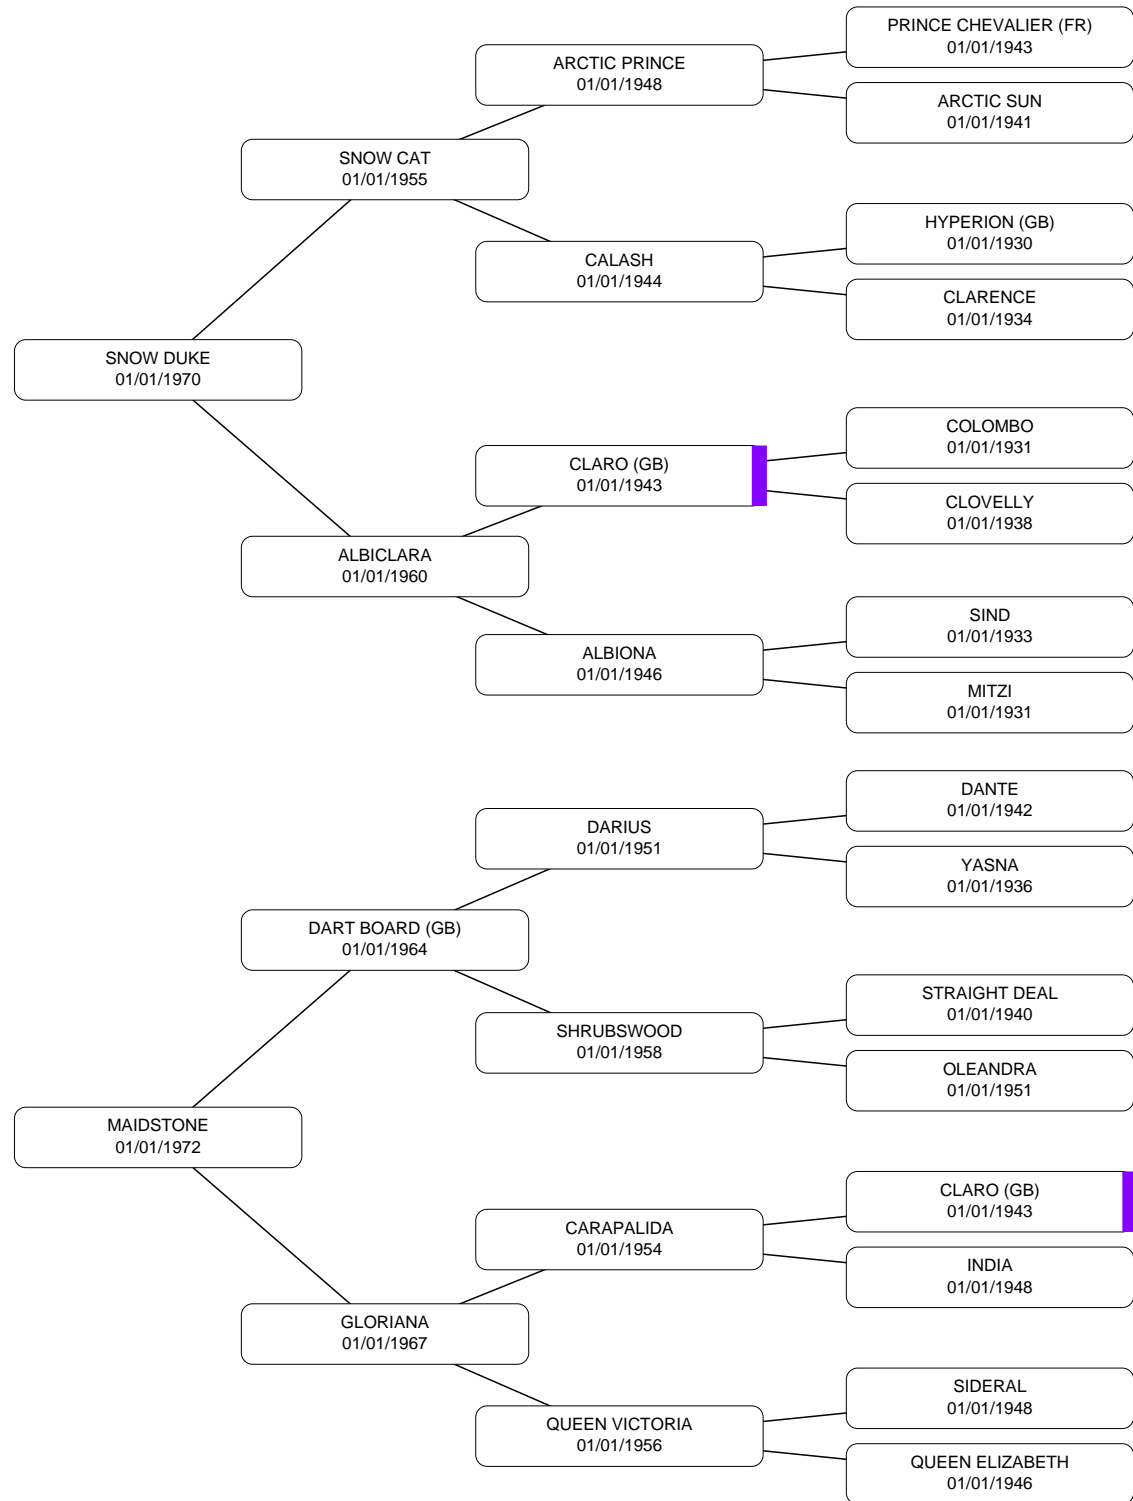 PRINCE CHEVALIER (FR)
01/01/1943
ARCTIC PRINCE
01/01/1948
ARCTIC SUN
01/01/1941
SNOW CAT
01/01/1955
HYPERION (GB)
01/01/1930
CALASH
01/01/1944
CLARENCE
01/01/1934
SNOW DUKE
01/01/1970
COLOMBO
01/01/1931
CLARO (GB)
01/01/1943
CLOVELLY
01/01/1938
ALBICLARA
01/01/1960
SIND
01/01/1933
ALBIONA
01/01/1946
MITZI
01/01/1931
DANTE
01/01/1942
DARIUS
01/01/1951
YASNA
01/01/1936
DART BOARD (GB)
01/01/1964
STRAIGHT DEAL
01/01/1940
SHRUBSWOOD
01/01/1958
OLEANDRA
01/01/1951
MAIDSTONE
01/01/1972
CLARO (GB)
01/01/1943
CARAPALIDA
01/01/1954
INDIA
01/01/1948
GLORIANA
01/01/1967
SIDERAL
01/01/1948
QUEEN VICTORIA
01/01/1956
QUEEN ELIZABETH
01/01/1946